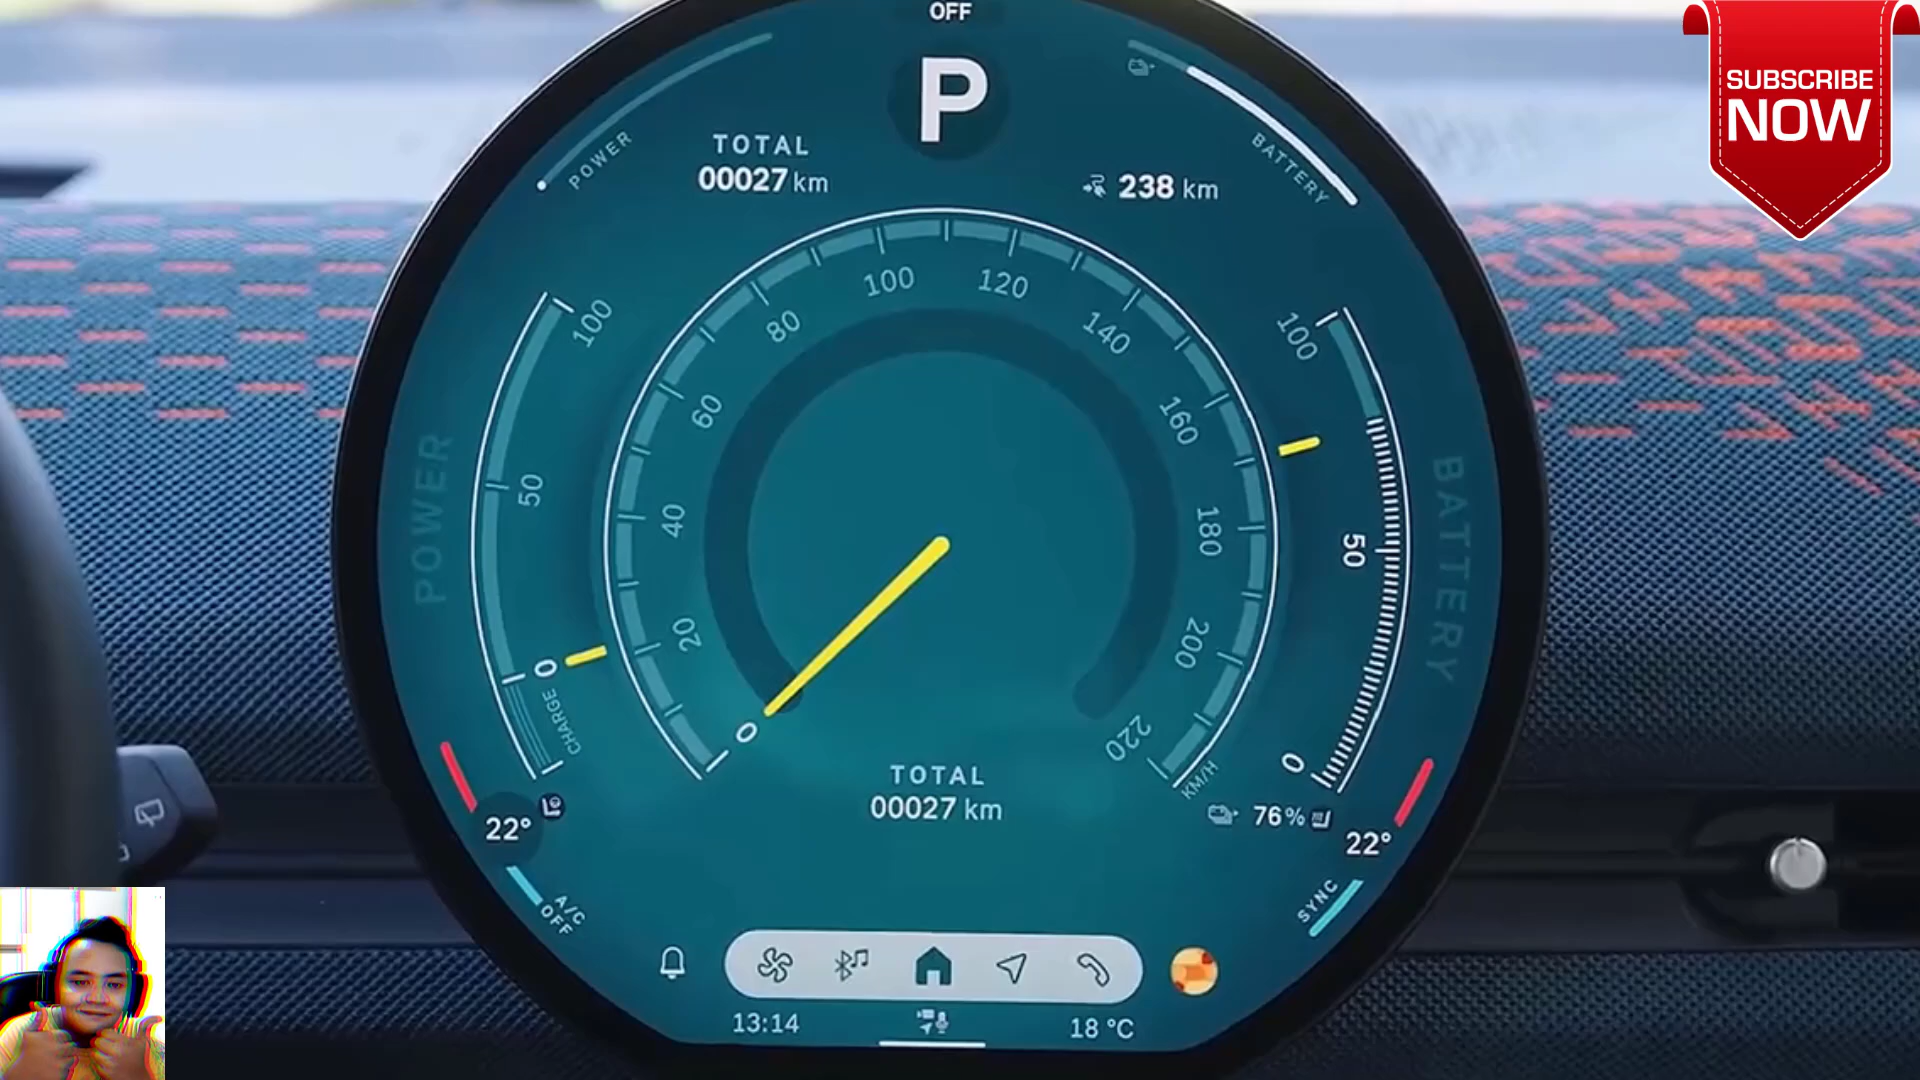 OFF
P
SUBSCRIBE
NOW
POWER
TOTAL
00027 km
238 km
BATTERY
100
50
0
CHARGE
POWER
0
20
40
60
80
100
120
140
160
180
200
220
KM/H
100
50
0
BATTERY
TOTAL
00027 km
76%
22°
22°
A/C
OFF
SYNC
13:14
18 °C